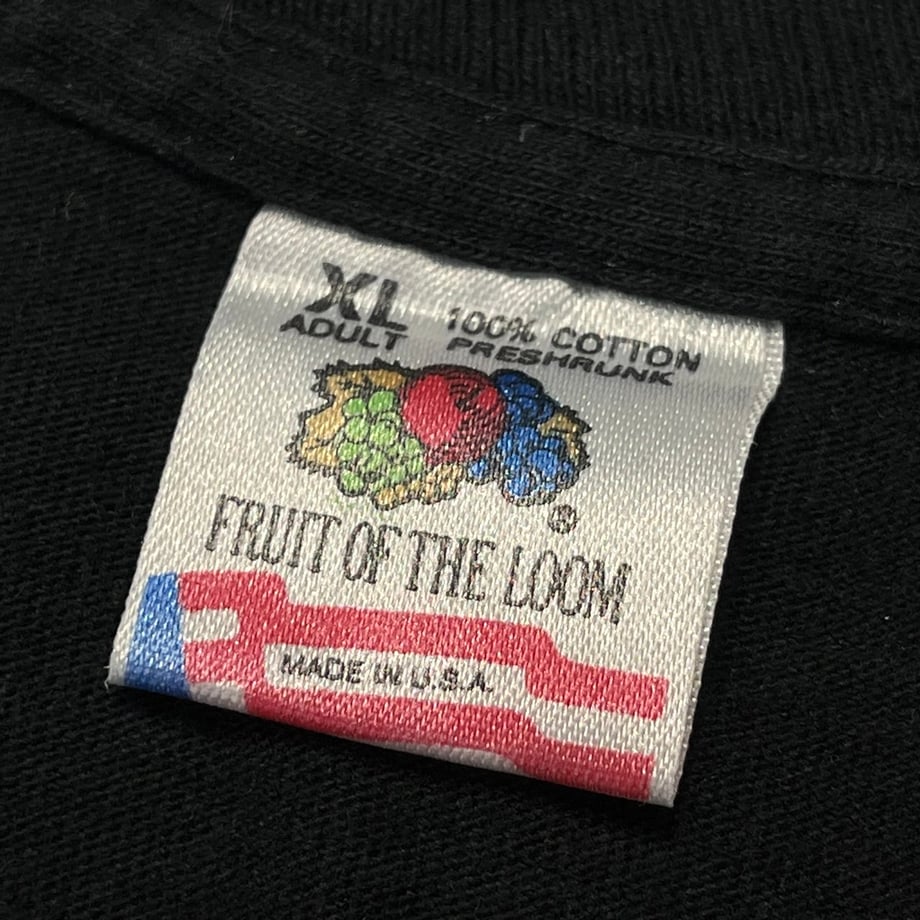 XL 100% COTTON
ADULT PRESHRUNK
®
FRUIT OF THE LOOM
MADE IN U.S.A.